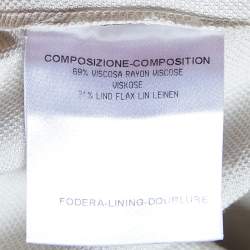 COMPOSIZIONE-COMPOSITION
69% VISCOSA RAYON VISCOSE
VISKOSE
31% LINO FLAX LIN LEINEN
FODERA-LINING-DOUBLURE